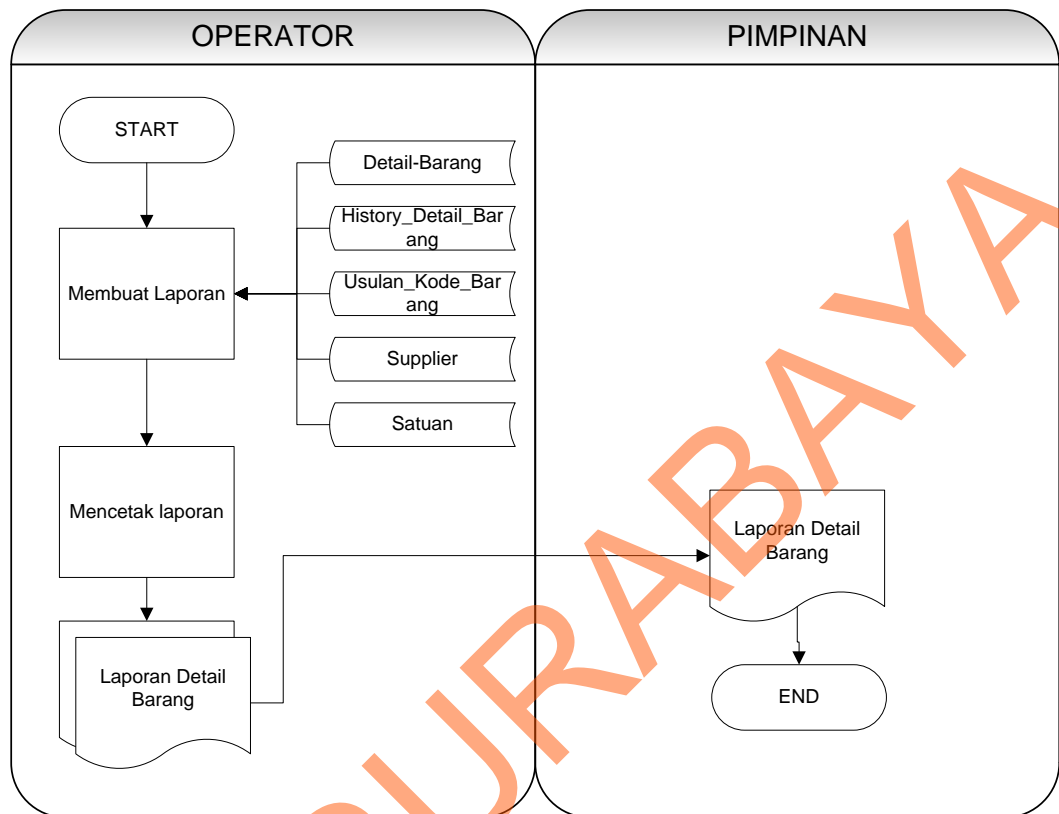 OPERATOR
PIMPINAN
START
Detail-Barang
History_Detail_Bar
ang
Membuat Laporan
Usulan_Kode_Bar
ang
Supplier
Satuan
Mencetak laporan
Laporan Detail
Barang
Laporan Detail
Barang
END
URABAYA